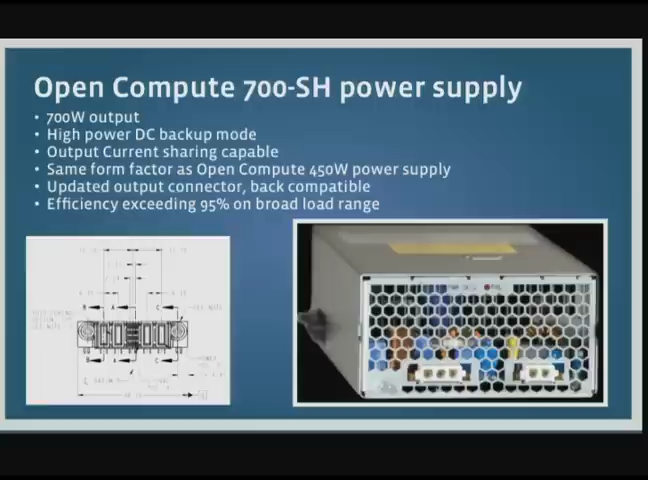 Open Compute 700-SH power supply
• 700W output
• High power DC backup mode
• Output Current sharing capable
• Same form factor as Open Compute 450W power supply
• Updated output connector, back compatible
• Efficiency exceeding 95% on broad load range
B
A
C
B
A
C